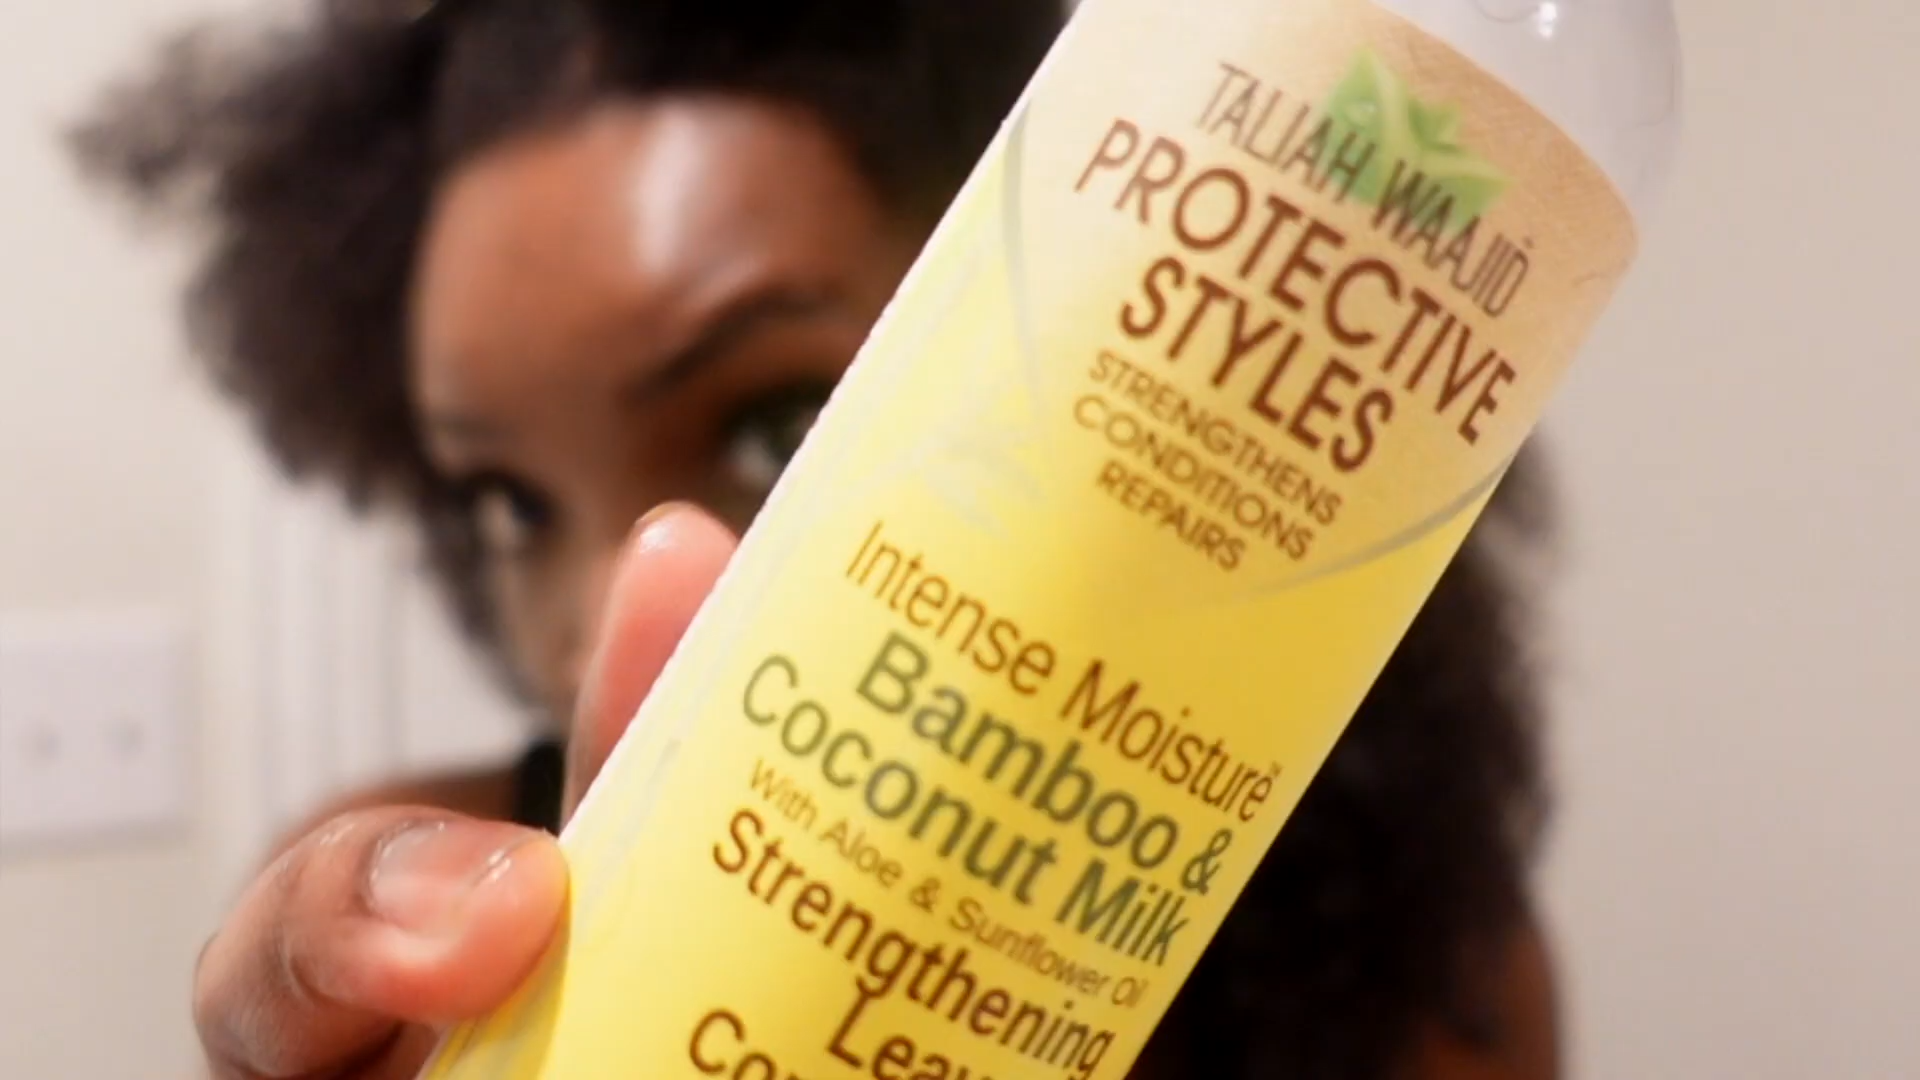 TALIAH WAAJID
PROTECTIVE
STYLES
STRENGTHENS
CONDITIONS
REPAIRS
Intense Moisture
Bamboo &
Coconut Milk
With Aloe & Sunflower Oil
Strengthening